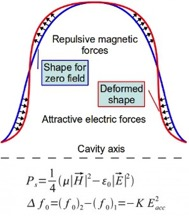 Repulsive magnetic
forces
Shape for
zero field
Deformed
shape
Attractive electric forces
Cavity axis
P_s = 1/4 (μ|H⃗|² − ε₀|E⃗|²)
Δf₀ = (f₀)₂ − (f₀)₁ = −K E²_acc